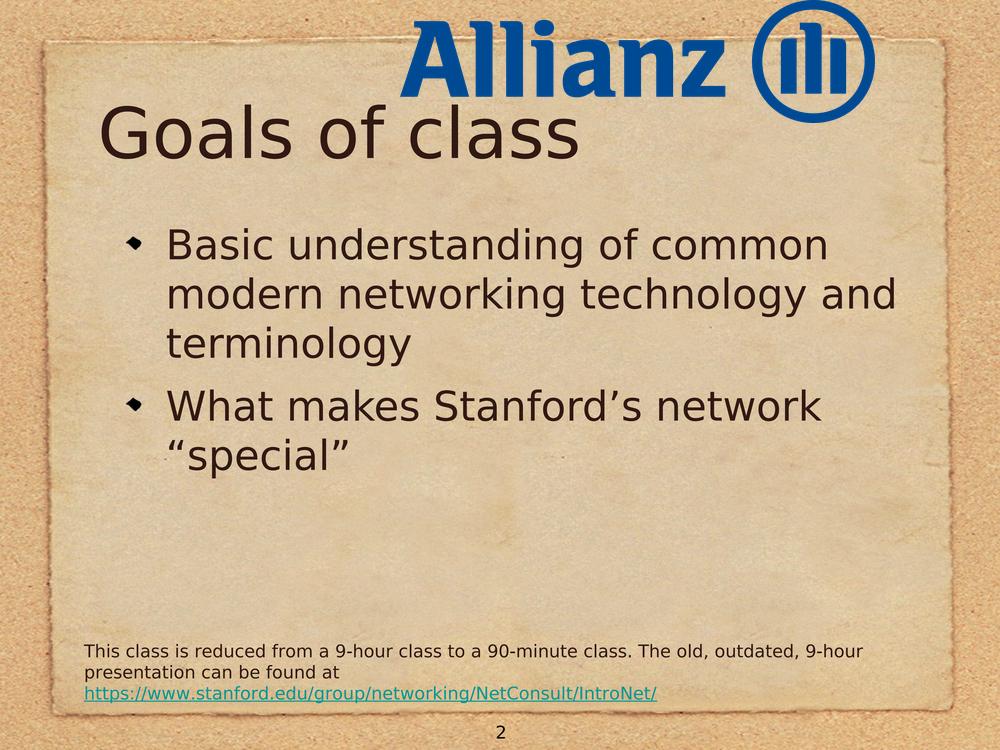 Allianz
Goals of class
Basic understanding of common
modern networking technology and
terminology
What makes Stanford’s network
“special”
This class is reduced from a 9-hour class to a 90-minute class. The old, outdated, 9-hour
presentation can be found at
https://www.stanford.edu/group/networking/NetConsult/IntroNet/
2